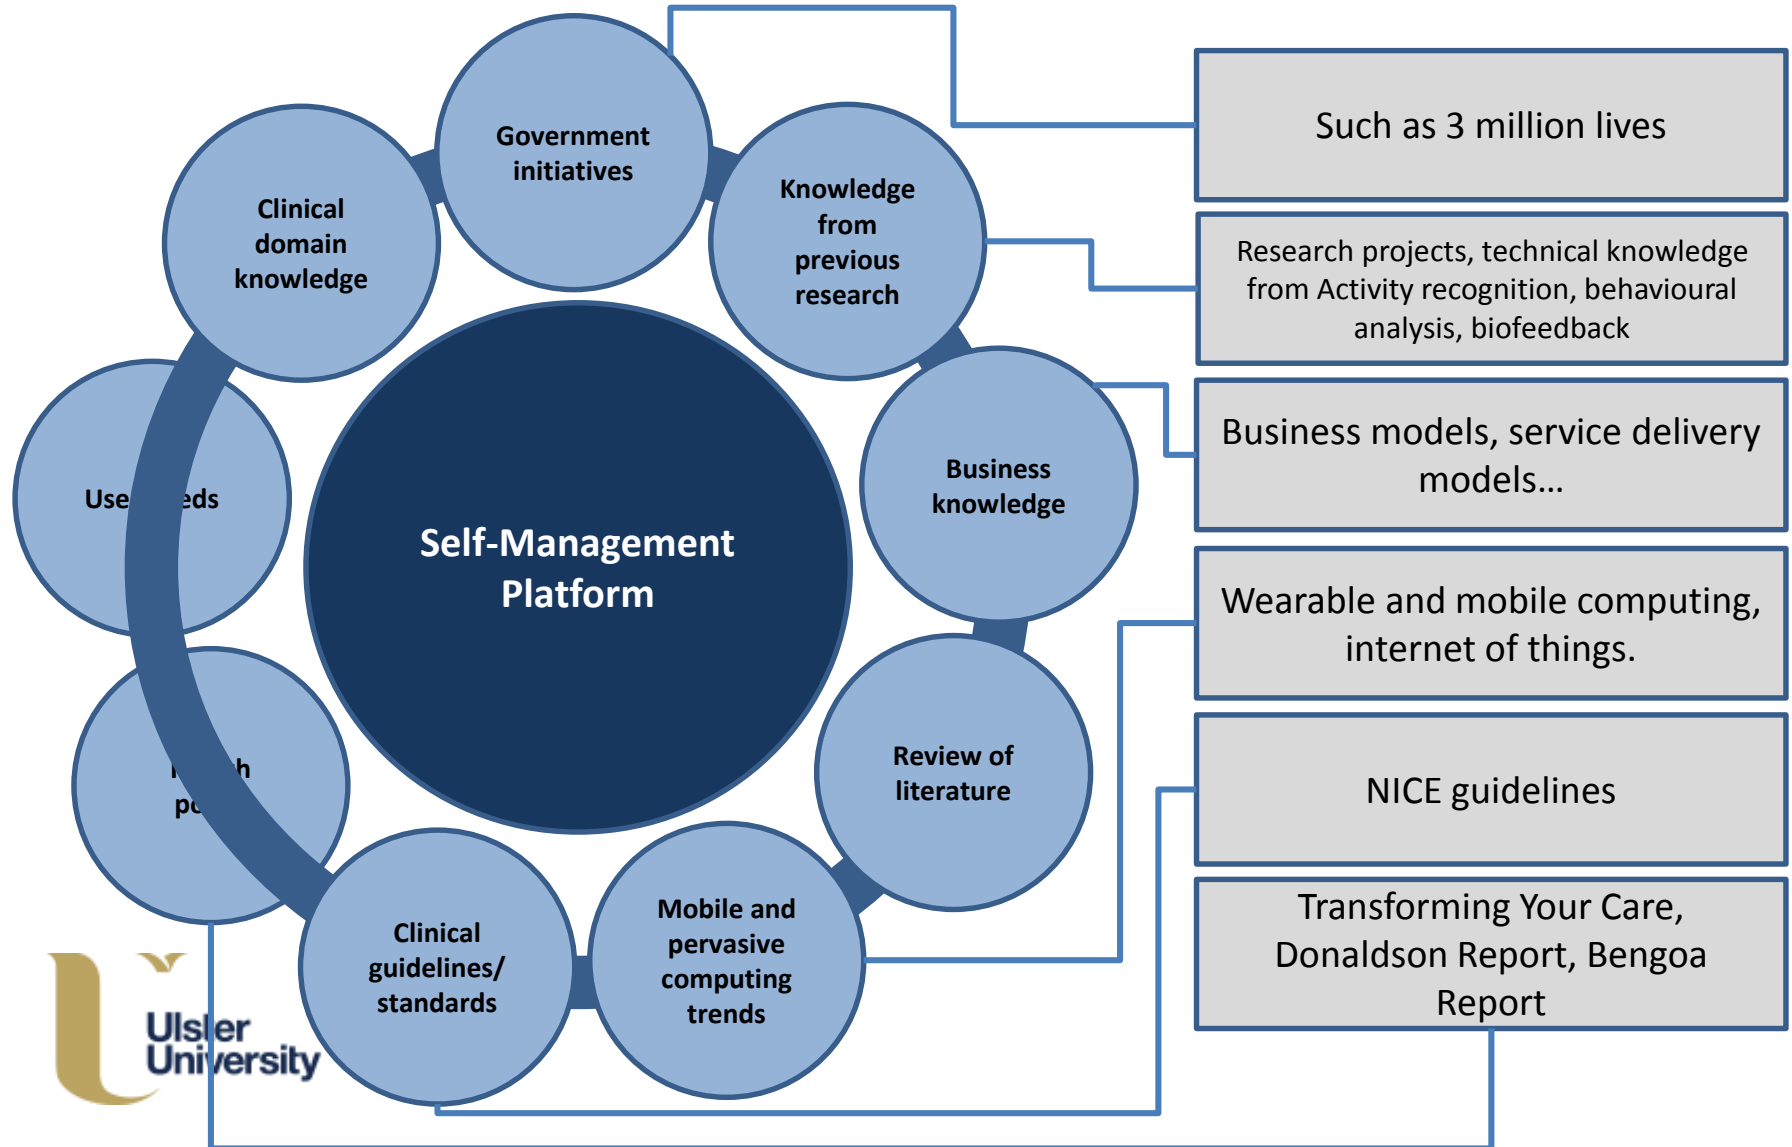 Government
initiatives
Knowledge
from
previous
research
Business
knowledge
Review of
literature
Mobile and
pervasive
computing
trends
Clinical
guidelines/
standards
Clinical
domain
knowledge
Self-Management
Platform
Such as 3 million lives
Research projects, technical knowledge
from Activity recognition, behavioural
analysis, biofeedback
Business models, service delivery
models…
Wearable and mobile computing,
internet of things.
NICE guidelines
Transforming Your Care,
Donaldson Report, Bengoa
Report
Ulster
University